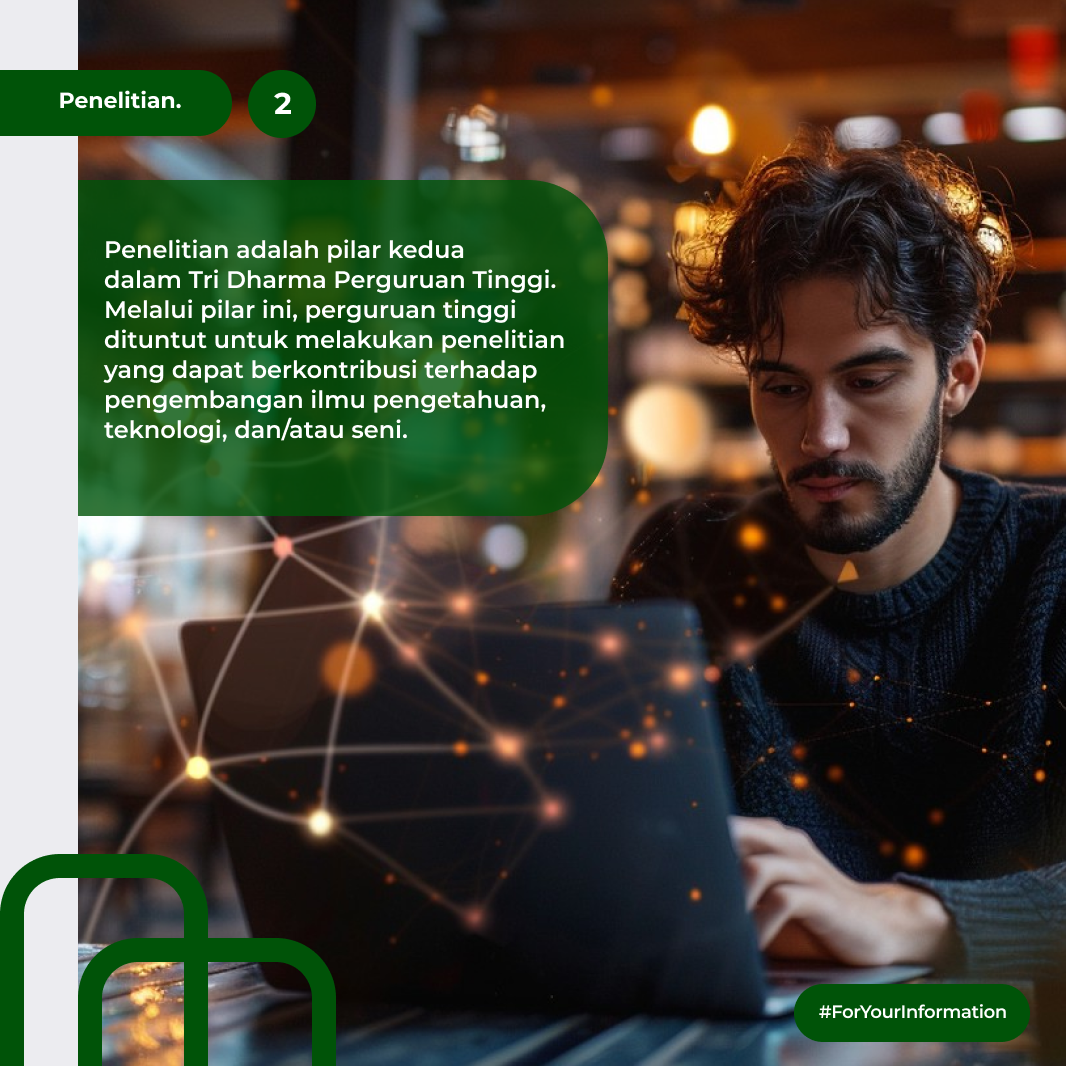 Penelitian.
2
Penelitian adalah pilar kedua
dalam Tri Dharma Perguruan Tinggi.
Melalui pilar ini, perguruan tinggi
dituntut untuk melakukan penelitian
yang dapat berkontribusi terhadap
pengembangan ilmu pengetahuan,
teknologi, dan/atau seni.
#ForYourInformation